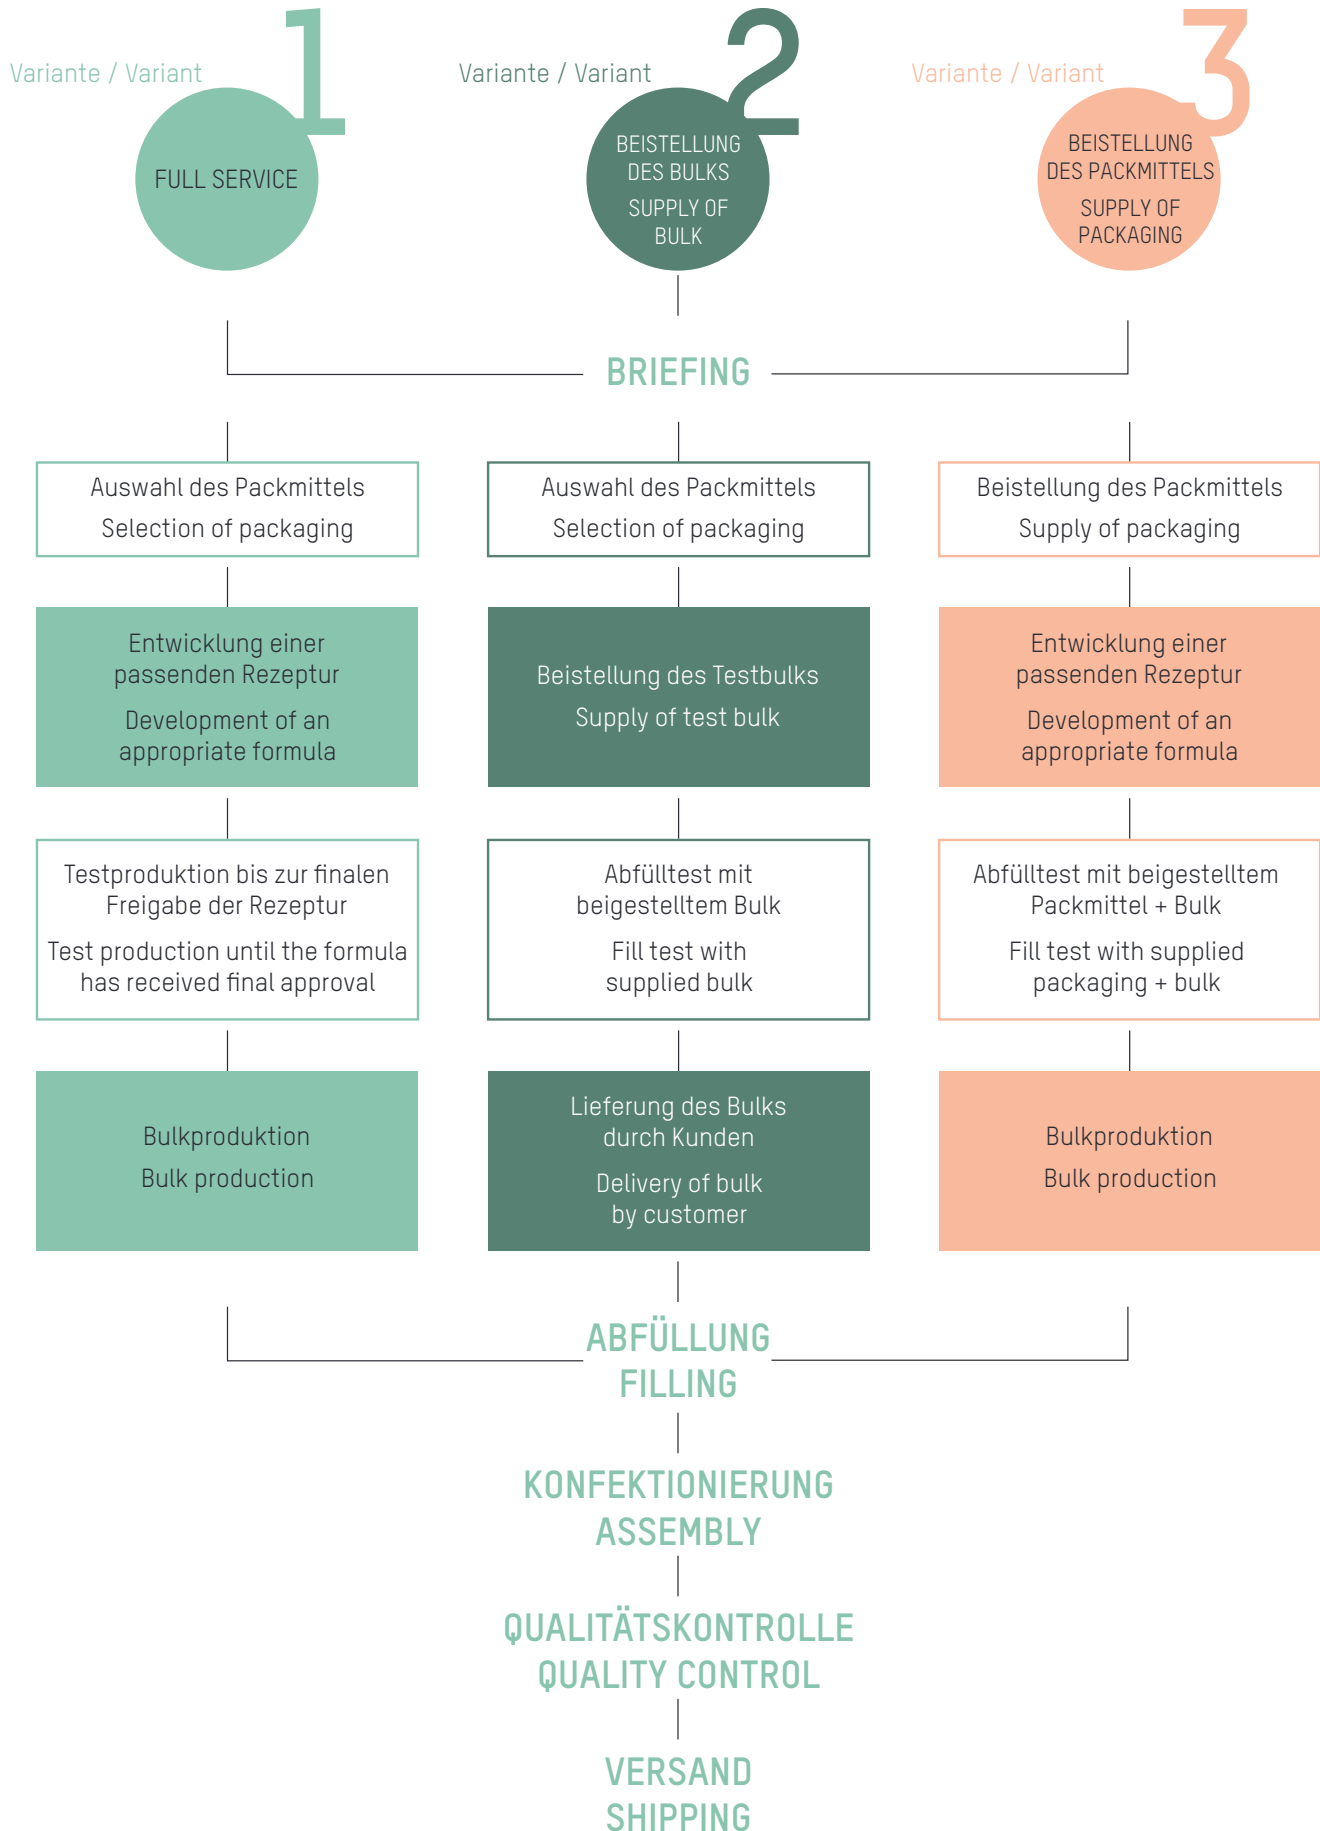 Variante / Variant
1
FULL SERVICE
Variante / Variant
2
BEISTELLUNG
DES BULKS
SUPPLY OF
BULK
Variante / Variant
3
BEISTELLUNG
DES PACKMITTELS
SUPPLY OF
PACKAGING
BRIEFING
Auswahl des Packmittels
Selection of packaging
Auswahl des Packmittels
Selection of packaging
Beistellung des Packmittels
Supply of packaging
Entwicklung einer
passenden Rezeptur
Development of an
appropriate formula
Beistellung des Testbulks
Supply of test bulk
Entwicklung einer
passenden Rezeptur
Development of an
appropriate formula
Testproduktion bis zur finalen
Freigabe der Rezeptur
Test production until the formula
has received final approval
Abfülltest mit
beigestelltem Bulk
Fill test with
supplied bulk
Abfülltest mit beigestelltem
Packmittel + Bulk
Fill test with supplied
packaging + bulk
Bulkproduktion
Bulk production
Lieferung des Bulks
durch Kunden
Delivery of bulk
by customer
Bulkproduktion
Bulk production
ABFÜLLUNG
FILLING
KONFEKTIONIERUNG
ASSEMBLY
QUALITÄTSKONTROLLE
QUALITY CONTROL
VERSAND
SHIPPING